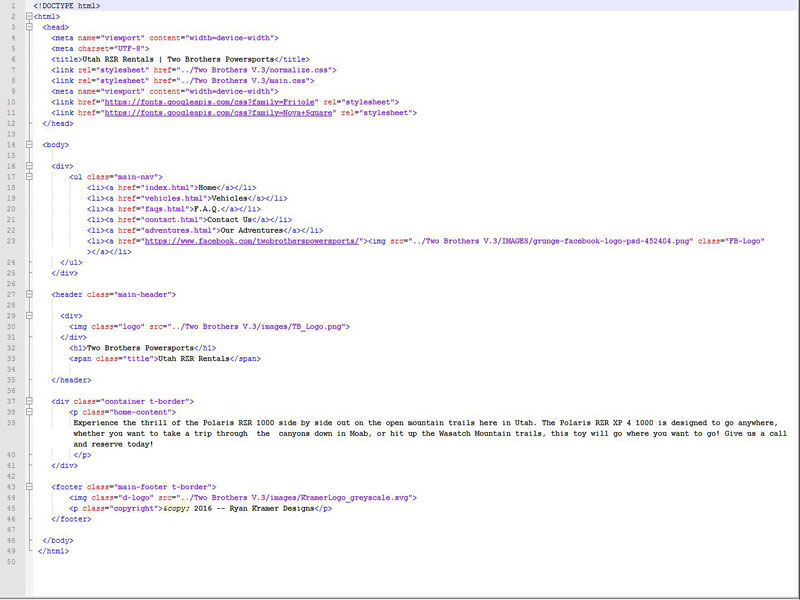 1 <!DOCTYPE html>
2 <html>
3 <head>
4 <meta name="viewport" content="width=device-width">
5 <meta charset="UTF-8">
6 <title>Utah RZR Rentals | Two Brothers Powersports</title>
7 <link rel="stylesheet" href="../Two Brothers V.3/normalize.css">
8 <link rel="stylesheet" href="../Two Brothers V.3/main.css">
9 <meta name="viewport" content="width=device-width">
10 <link href="https://fonts.googleapis.com/css?family=Frijole" rel="stylesheet">
11 <link href="https://fonts.googleapis.com/css?family=Nova+Square" rel="stylesheet">
12 </head>
13
14 <body>
15
16 <div>
17 <ul class="main-nav">
18 <li><a href="index.html">Home</a></li>
19 <li><a href="vehicles.html">Vehicles</a></li>
20 <li><a href="faqs.html">F.A.Q.</a></li>
21 <li><a href="contact.html">Contact Us</a></li>
22 <li><a href="adventures.html">Our Adventures</a></li>
23 <li><a href="https://www.facebook.com/twobrotherspowersports/"><img src="../Two Brothers V.3/IMAGES/grunge-facebook-logo-psd-452404.png" class="FB-Logo"
></a></li>
24 </ul>
25 </div>
26
27 <header class="main-header">
28
29 <div>
30 <img class="logo" src="../Two Brothers V.3/images/TB_Logo.png">
31 </div>
32 <h1>Two Brothers Powersports</h1>
33 <span class="title">Utah RZR Rentals</span>
34
35 </header>
36
37 <div class="container t-border">
38 <p class="home-content">
39 Experience the thrill of the Polaris RZR 1000 side by side out on the open mountain trails here in Utah. The Polaris RZR XP 4 1000 is designed to go anywhere,
whether you want to take a trip through  the  canyons down in Moab, or hit up the Wasatch Mountain trails, this toy will go where you want to go! Give us a call
and reserve today!
40 </p>
41 </div>
42
43 <footer class="main-footer t-border">
44 <img class="d-logo" src="../Two Brothers V.3/images/KramerLogo_greyscale.svg">
45 <p class="copyright">&copy; 2016 -- Ryan Kramer Designs</p>
46 </footer>
47
48 </body>
49 </html>
50